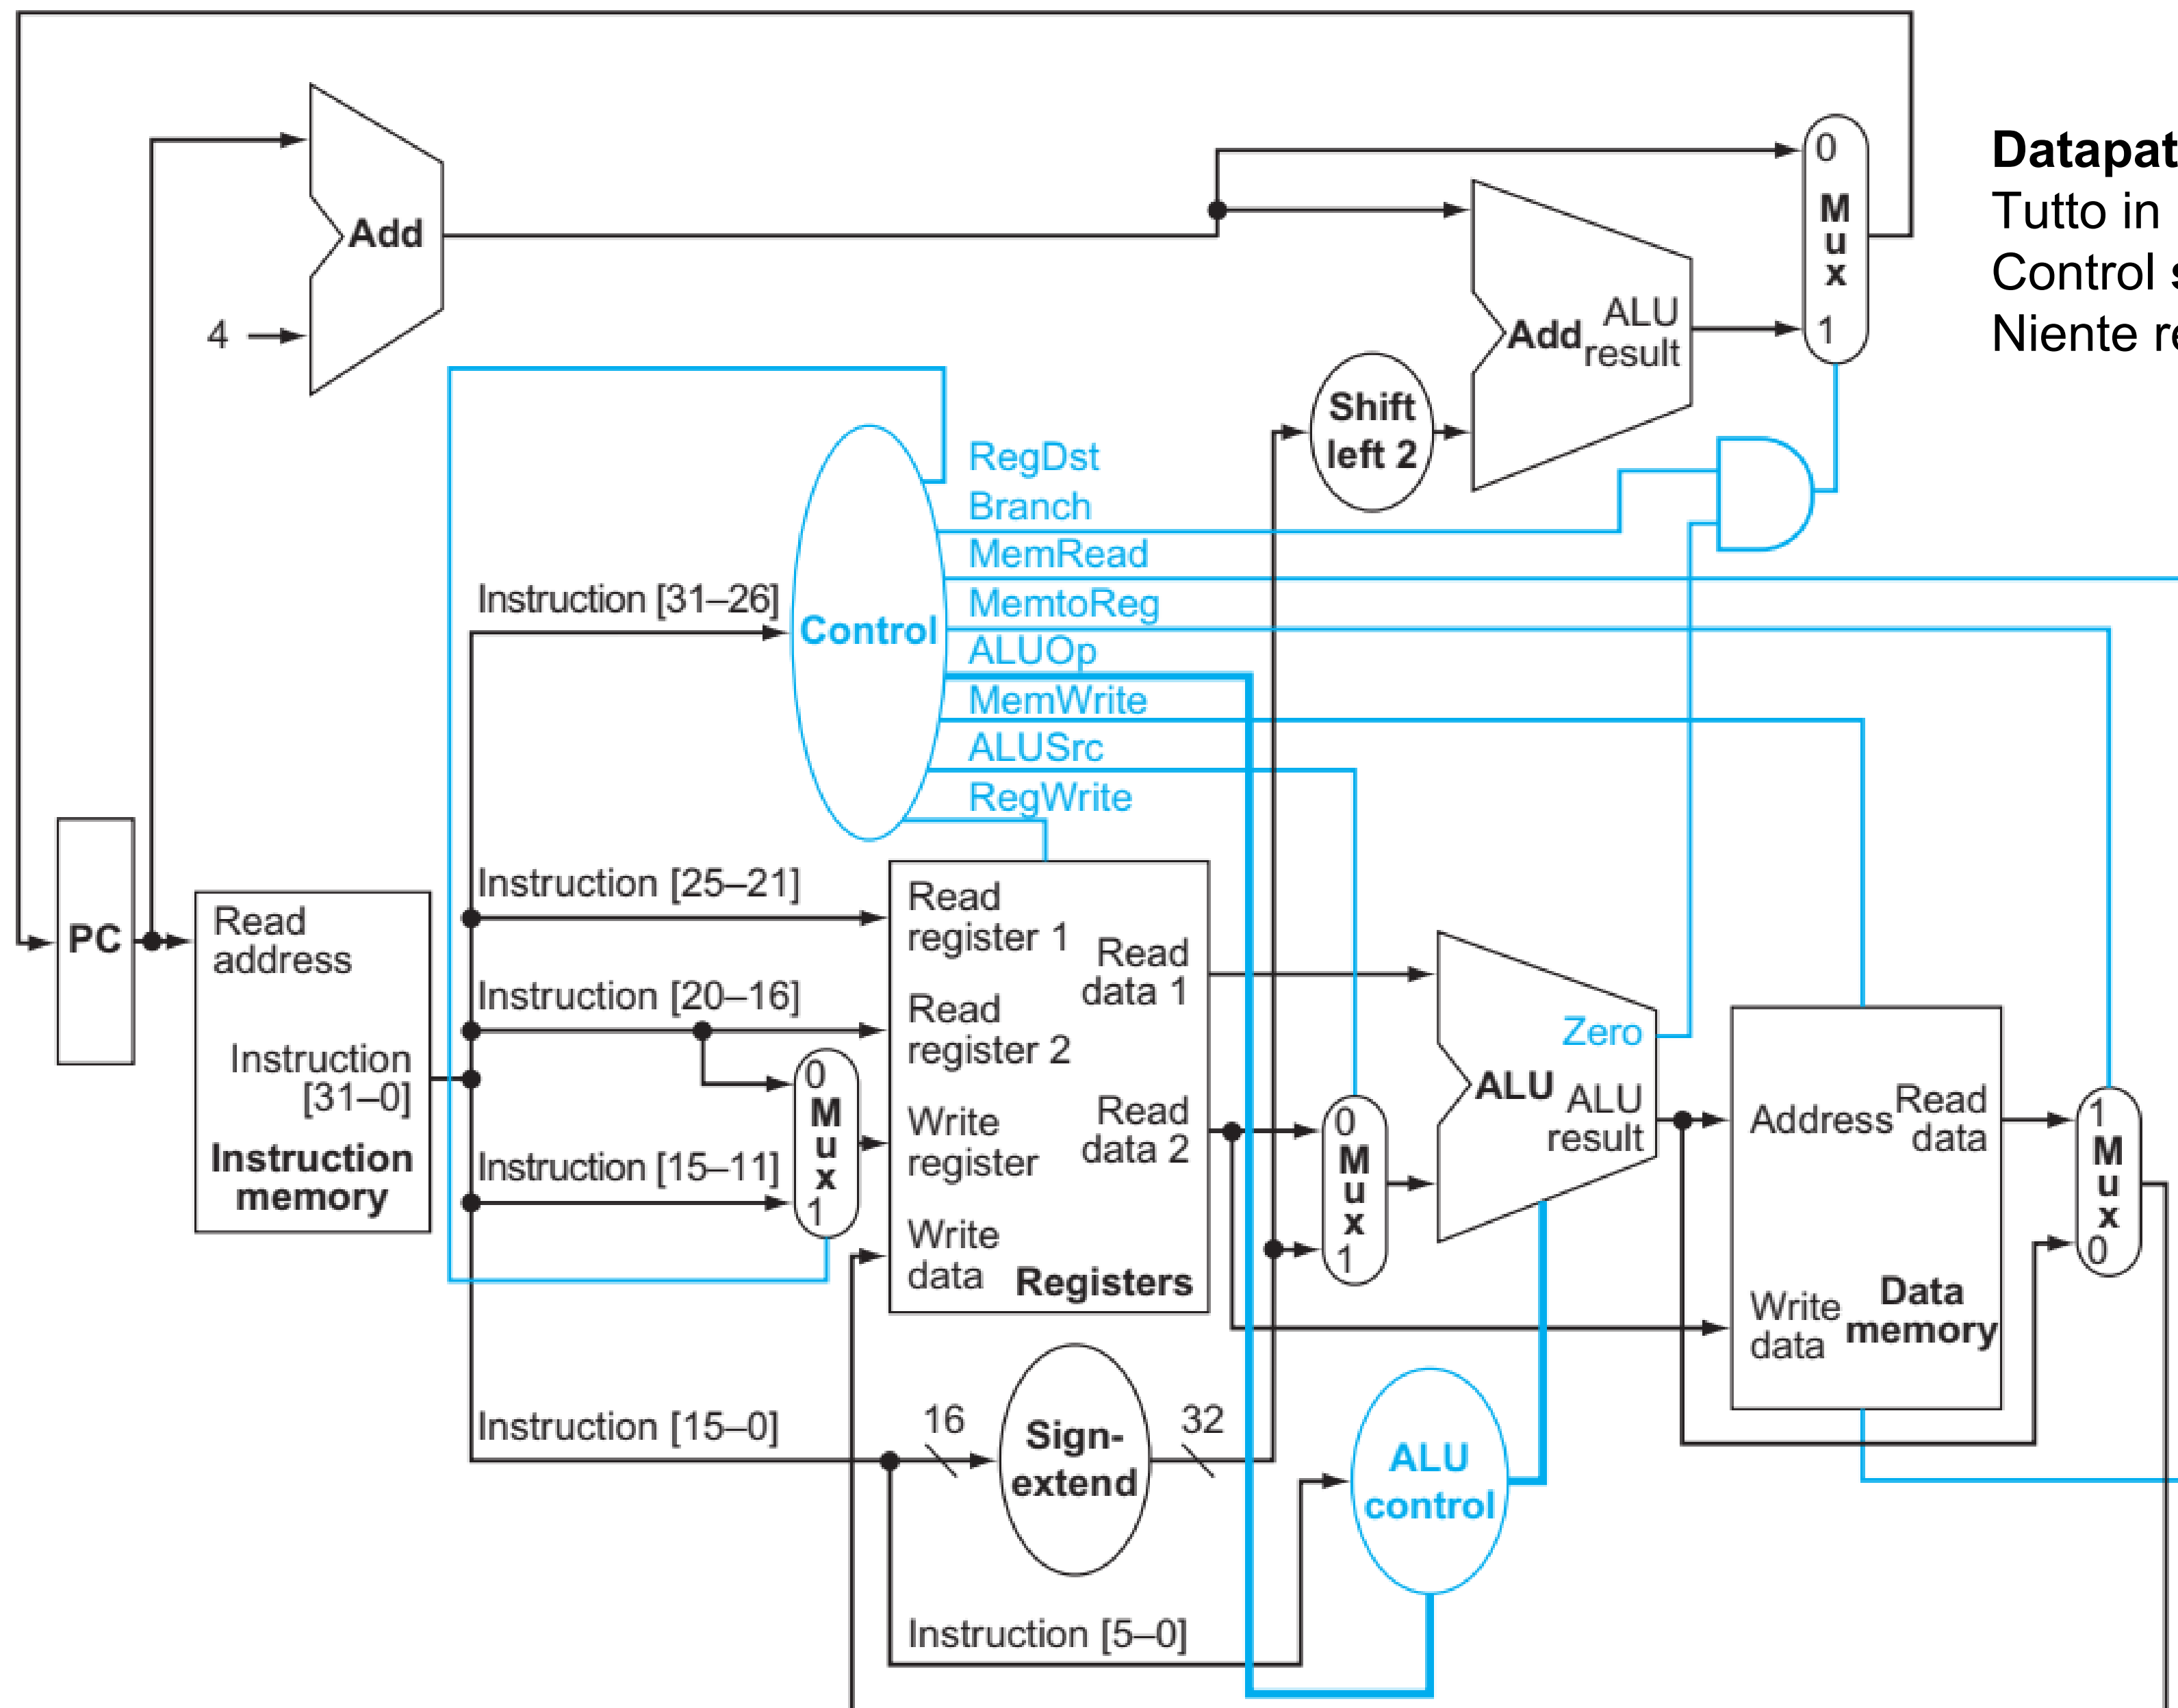 Datapat
Tutto in
Control s
Niente re
Add
4
0
M
u
x
1
Add
ALU
result
Shift
left 2
RegDst
Branch
MemRead
MemtoReg
ALUOp
MemWrite
ALUSrc
RegWrite
Control
Instruction [31–26]
Instruction [25–21]
Instruction [20–16]
Instruction [15–11]
Instruction [15–0]
Instruction [5–0]
PC
Read
address
Instruction
[31–0]
Instruction
memory
0
M
u
x
1
Read
register 1
Read
register 2
Write
register
Write
data
Read
data 1
Read
data 2
Registers
0
M
u
x
1
Zero
ALU
ALU
result
Address
Read
data
Write
data
Data
memory
1
M
u
x
0
16
Sign-
extend
32
ALU
control